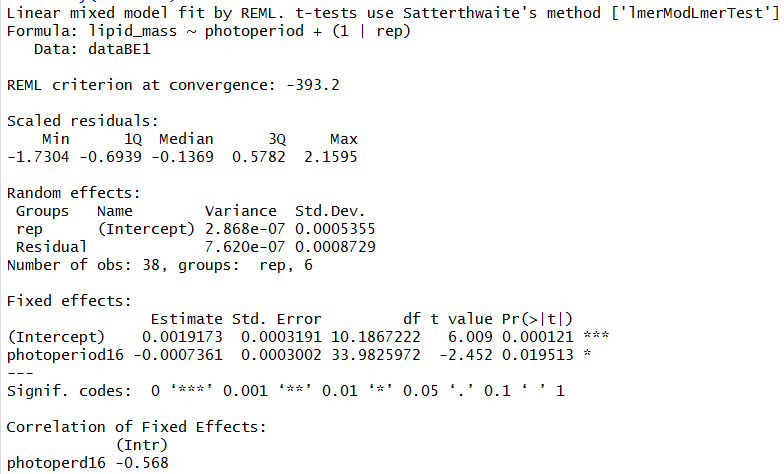 Linear mixed model fit by REML. t-tests use Satterthwaite's method ['lmerModLmerTest']
Formula: lipid_mass ~ photoperiod + (1 | rep)
   Data: dataBE1

REML criterion at convergence: -393.2

Scaled residuals:
    Min      1Q  Median      3Q     Max
-1.7304 -0.6939 -0.1369  0.5782  2.1595

Random effects:
 Groups   Name        Variance  Std.Dev.
 rep      (Intercept) 2.868e-07 0.0005355
 Residual             7.620e-07 0.0008729
Number of obs: 38, groups:  rep, 6

Fixed effects:
                Estimate Std. Error         df t value Pr(>|t|)
(Intercept)    0.0019173  0.0003191 10.1867222   6.009 0.000121 ***
photoperiod16 -0.0007361  0.0003002 33.9825972  -2.452 0.019513 *
---
Signif. codes:  0 ‘***’ 0.001 ‘**’ 0.01 ‘*’ 0.05 ‘.’ 0.1 ‘ ’ 1

Correlation of Fixed Effects:
            (Intr)
photoperd16 -0.568